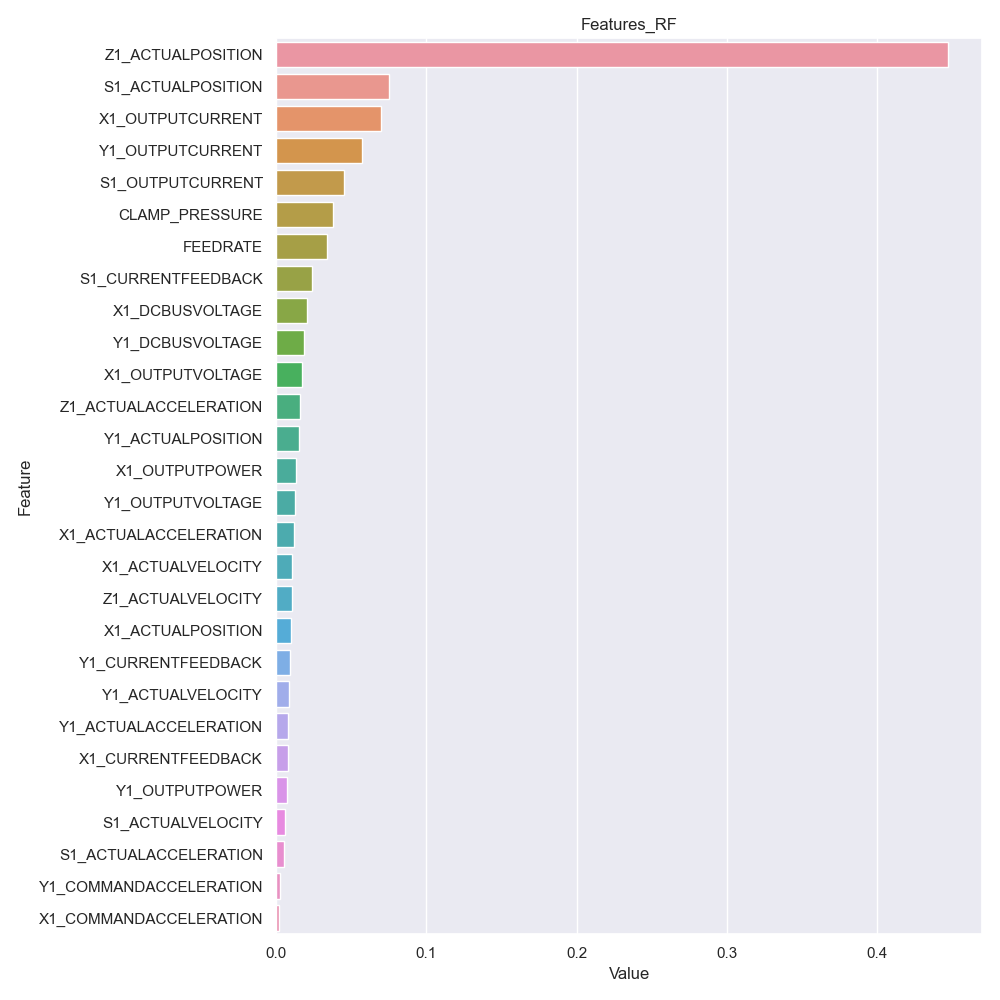 Features_RF
Z1_ACTUALPOSITION
S1_ACTUALPOSITION
X1_OUTPUTCURRENT
Y1_OUTPUTCURRENT
S1_OUTPUTCURRENT
CLAMP_PRESSURE
FEEDRATE
S1_CURRENTFEEDBACK
X1_DCBUSVOLTAGE
Y1_DCBUSVOLTAGE
X1_OUTPUTVOLTAGE
Z1_ACTUALACCELERATION
Y1_ACTUALPOSITION
X1_OUTPUTPOWER
Y1_OUTPUTVOLTAGE
X1_ACTUALACCELERATION
X1_ACTUALVELOCITY
Z1_ACTUALVELOCITY
X1_ACTUALPOSITION
Y1_CURRENTFEEDBACK
Y1_ACTUALVELOCITY
Y1_ACTUALACCELERATION
X1_CURRENTFEEDBACK
Y1_OUTPUTPOWER
S1_ACTUALVELOCITY
S1_ACTUALACCELERATION
Y1_COMMANDACCELERATION
X1_COMMANDACCELERATION
Feature
0.0 0.1 0.2 0.3 0.4
Value